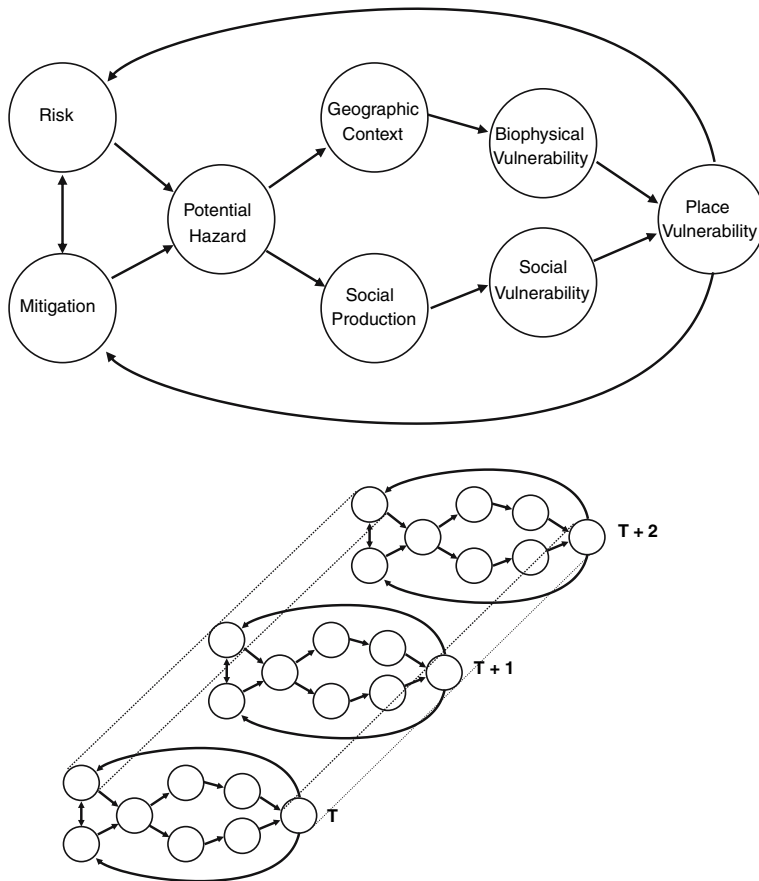 Risk
Geographic
Context
Biophysical
Vulnerability
Potential
Hazard
Place
Vulnerability
Mitigation
Social
Production
Social
Vulnerability
T + 2
T + 1
T